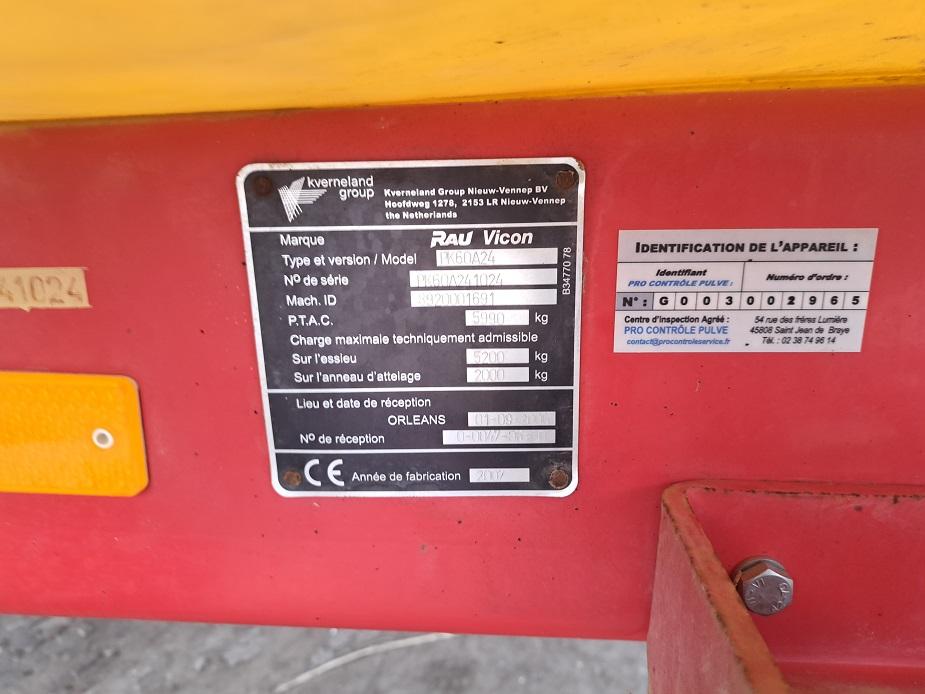 kverneland
group
Kverneland Group Nieuw-Vennep BV
Hoofdweg 1278, 2153 LR Nieuw-Vennep
the Netherlands
Marque RAU Vicon
Type et version / Model PK60A24
N° de série PK60A241024
Mach. ID 8920001691
P.T.A.C. 5990 kg
Charge maximale techniquement admissible
Sur l'essieu 5200 kg
Sur l'anneau d'attelage 2000 kg
Lieu et date de réception
ORLEANS
N° de réception
CE Année de fabrication
B34770 78
41024
IDENTIFICATION DE L'APPAREIL :
Identifiant Numéro d'ordre :
PRO CONTRÔLE PULVE :
N° : G 0 0 3 0 0 2 9 6 5
Centre d'Inspection Agréé : 54 rue des frères Lumière
PRO CONTRÔLE PULVE 45808 Saint Jean de Braye
contact@procontroleservice.fr Tél. : 02 38 74 96 14